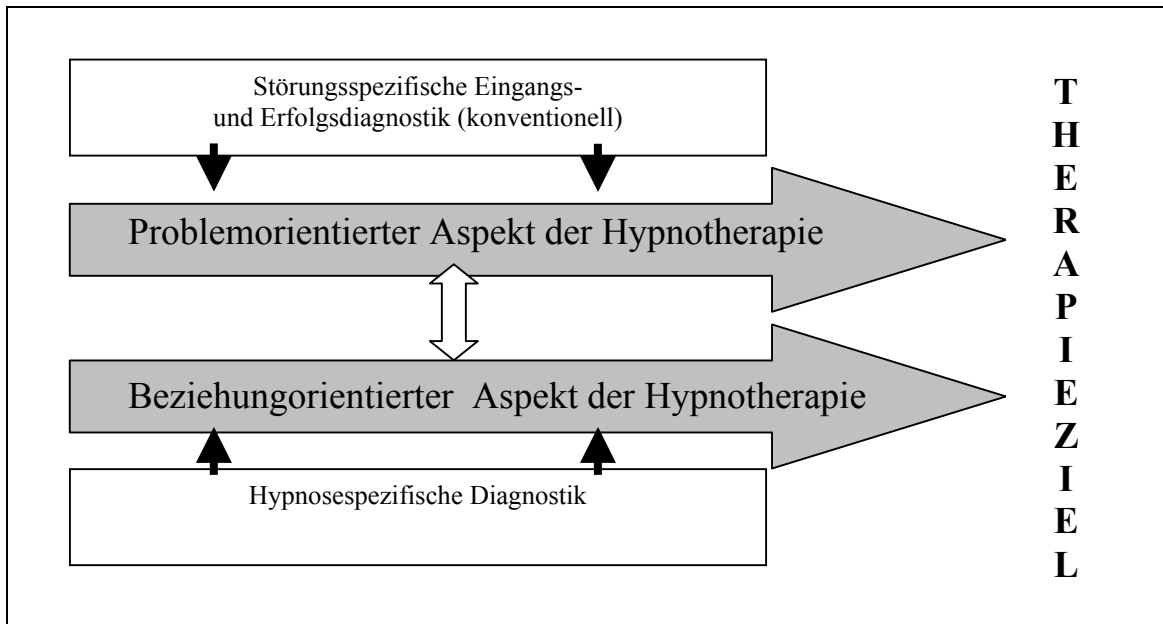 Störungsspezifische Eingangs-
und Erfolgsdiagnostik (konventionell)
Problemorientierter Aspekt der Hypnotherapie
Beziehungorientierter Aspekt der Hypnotherapie
Hypnosespezifische Diagnostik
T
H
E
R
A
P
I
E
Z
I
E
L